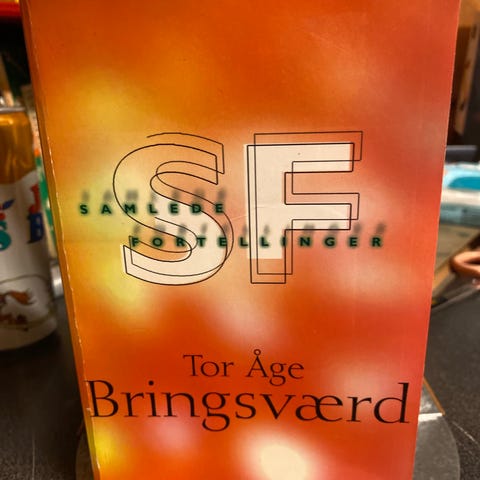 SF
SAMLEDE
FORTELLINGER
Tor Åge
Bringsværd